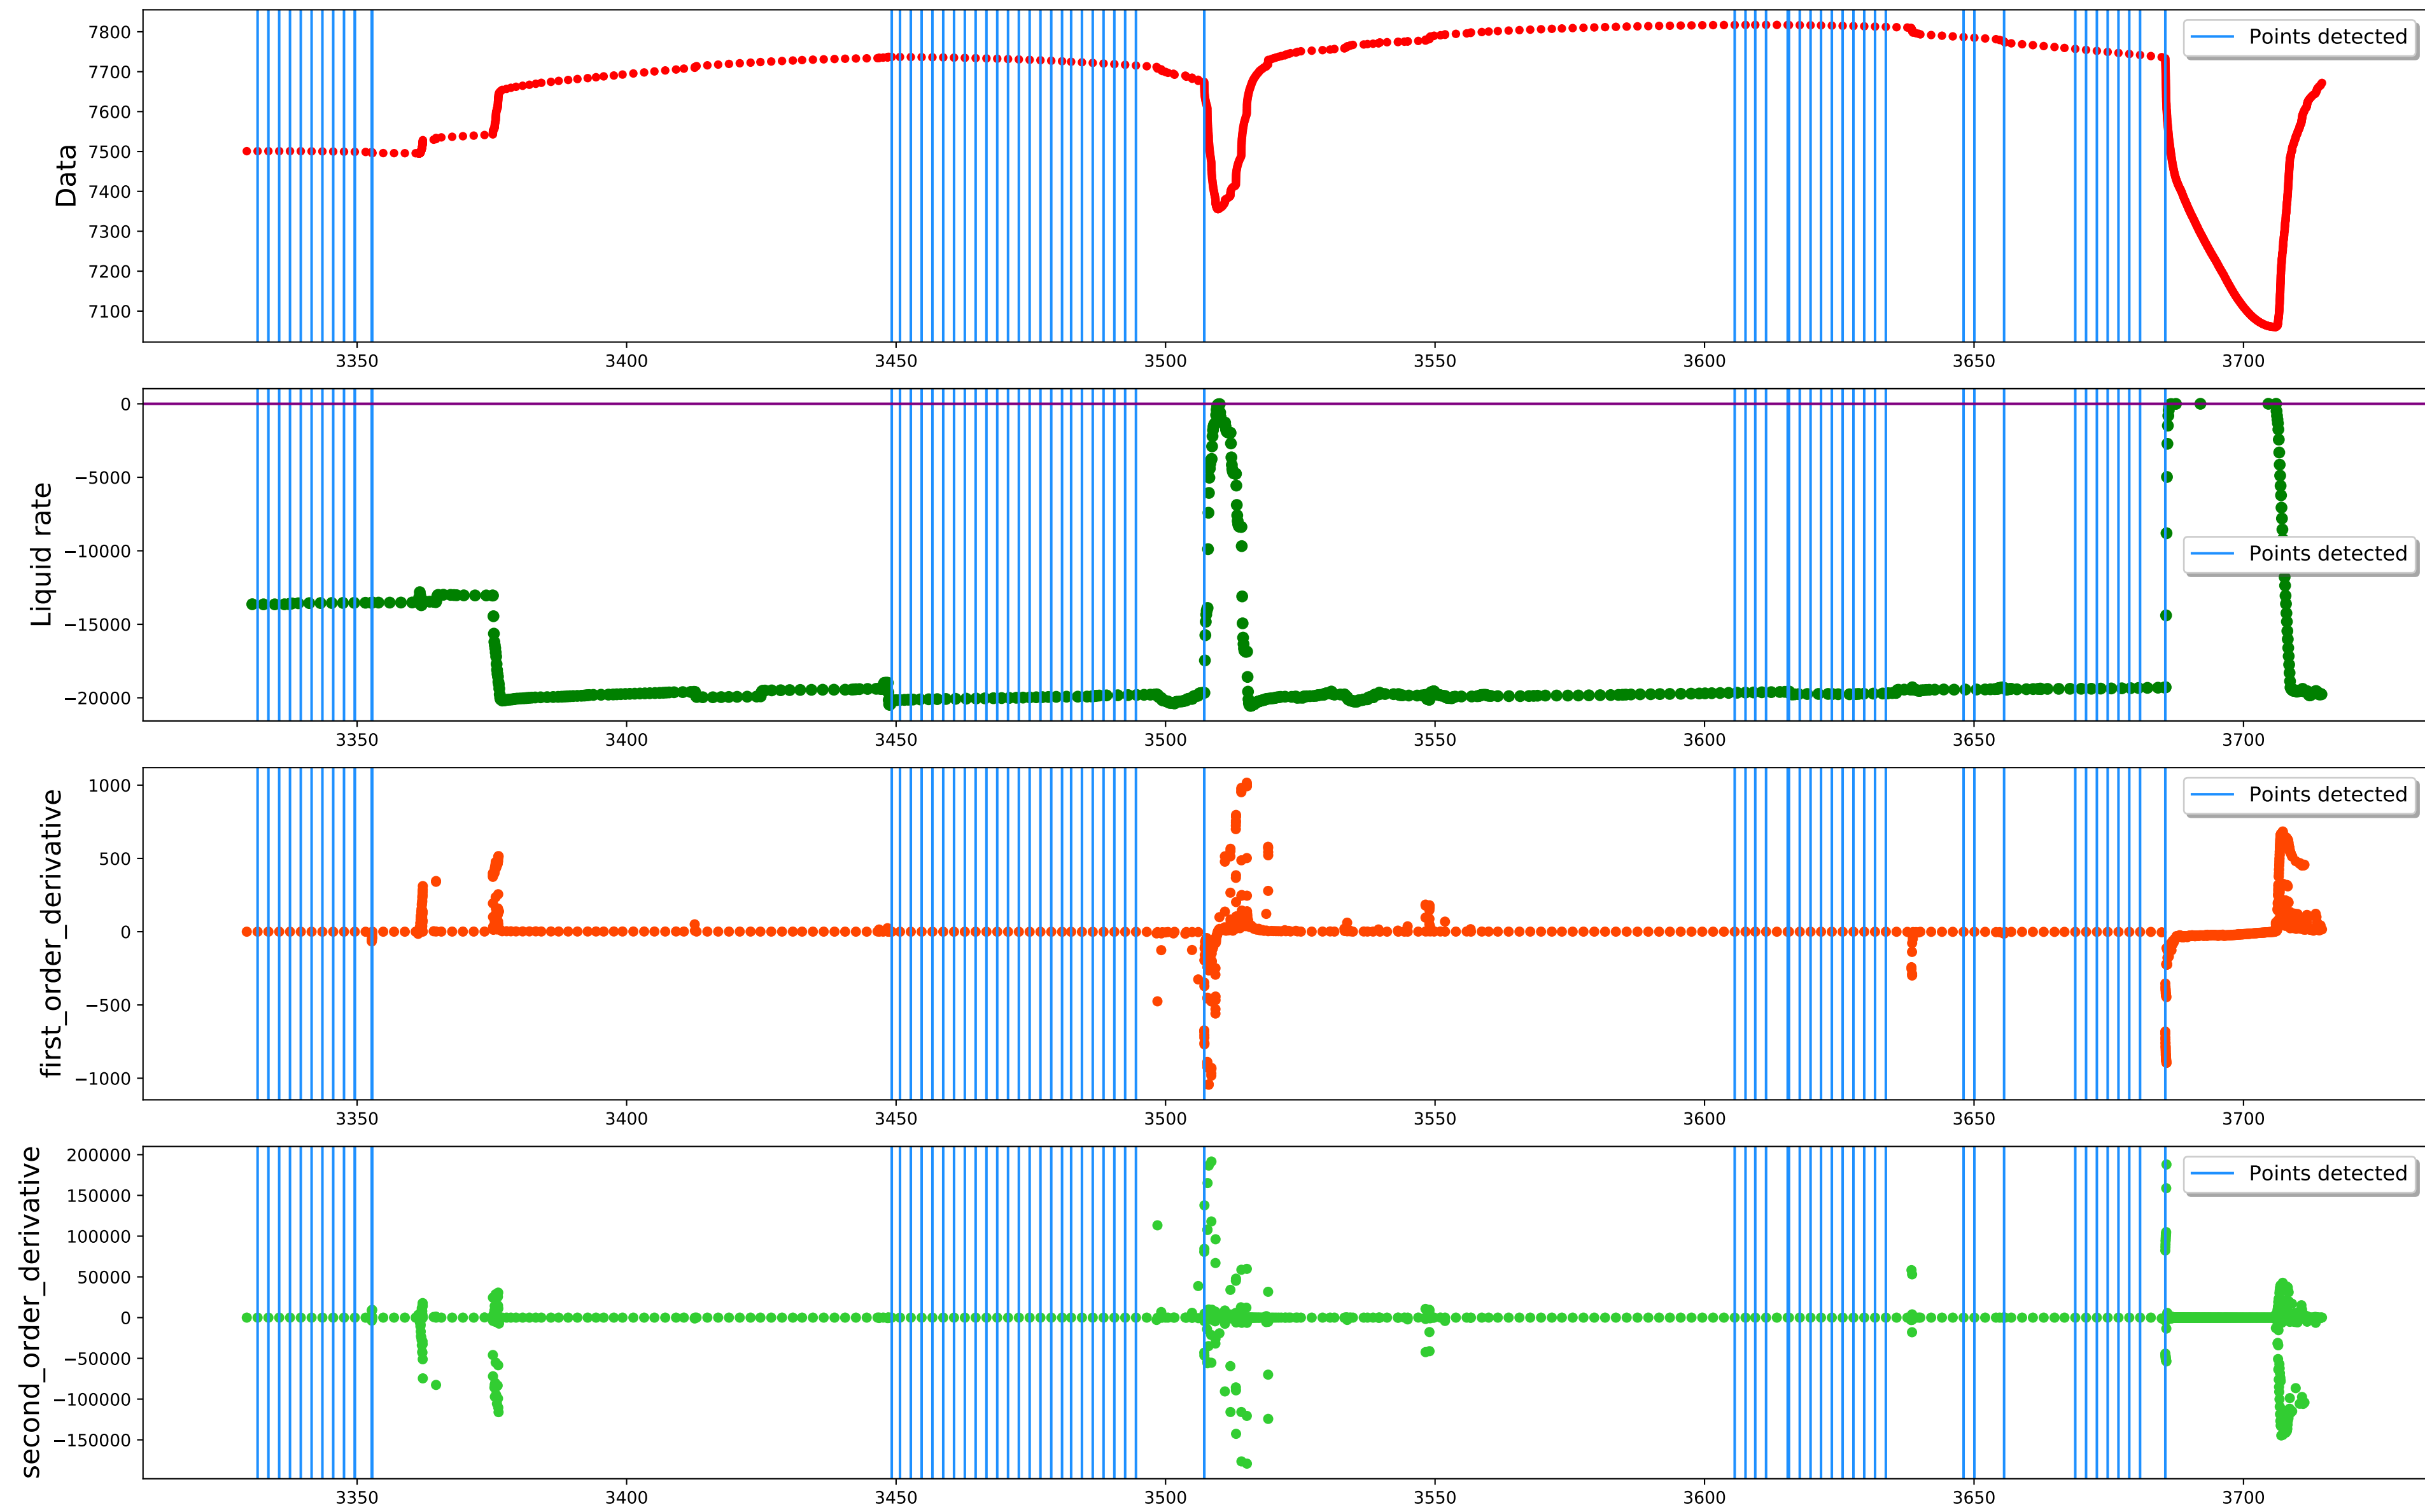 Data
7800
7700
7600
7500
7400
7300
7200
7100
Points detected
3350 3400 3450 3500 3550 3600 3650 3700
Liquid rate
0
−5000
−10000
−15000
−20000
Points detected
3350 3400 3450 3500 3550 3600 3650 3700
first_order_derivative
1000
500
0
−500
−1000
Points detected
3350 3400 3450 3500 3550 3600 3650 3700
second_order_derivative
200000
150000
100000
50000
0
−50000
−100000
−150000
Points detected
3350 3400 3450 3500 3550 3600 3650 3700